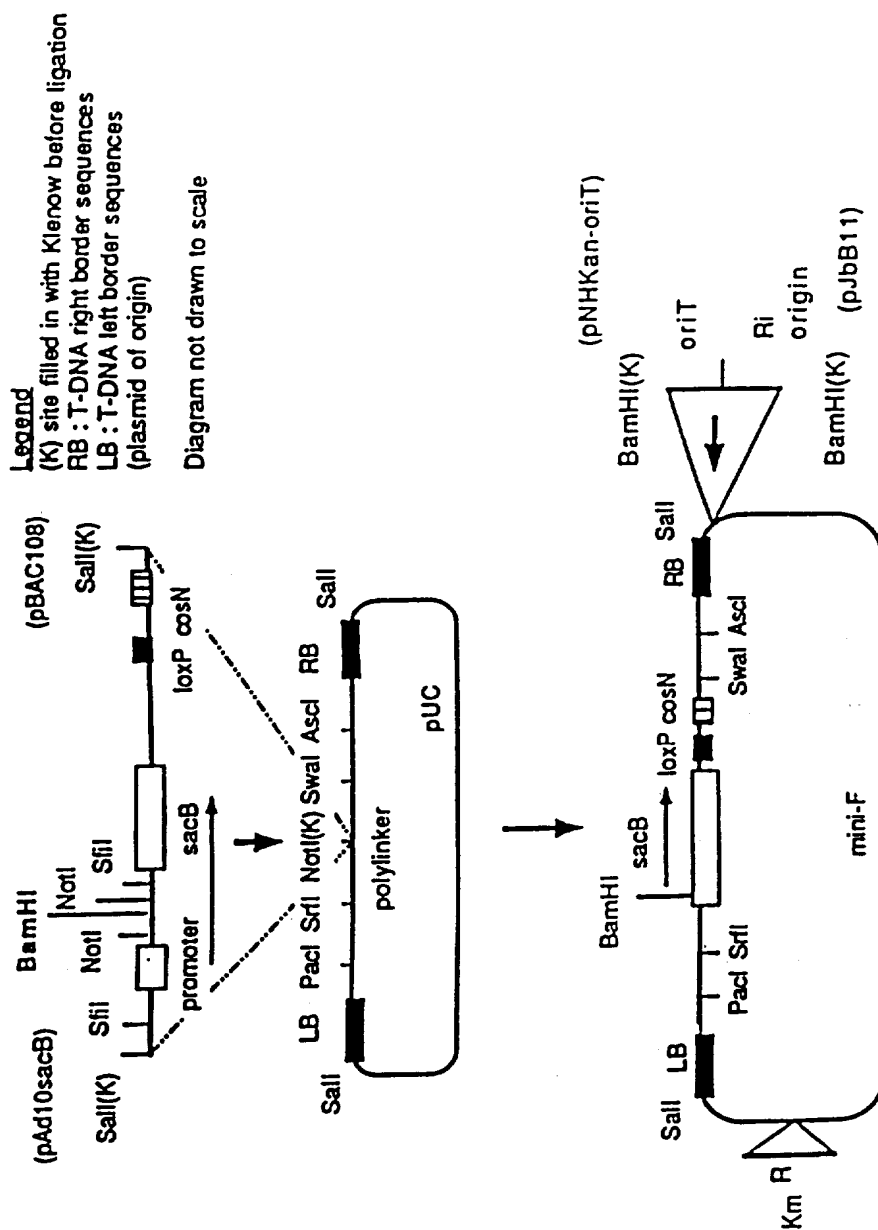 Legend
(K) site filled in with Klenow before ligation
RB : T-DNA right border sequences
LB : T-DNA left border sequences
(plasmid of origin)
Diagram not drawn to scale
(pAd10sacB)
(pBAC108)
SalI(K)
SfiI
NotI
BamHI
NotI
SfiI
SalI(K)
promoter
sacB
loxP cosN
SalI
LB
PacI
SrfI
NotI(K)
SwaI
AscI
RB
SalI
polylinker
pUC
SalI
LB
PacI
SrfI
BamHI
sacB
loxP cosN
SwaI
AscI
RB
SalI
BamHI(K)
(pNHKan-oriT)
oriT
Ri
origin
BamHI(K)
(pJbB11)
Km R
mini-F